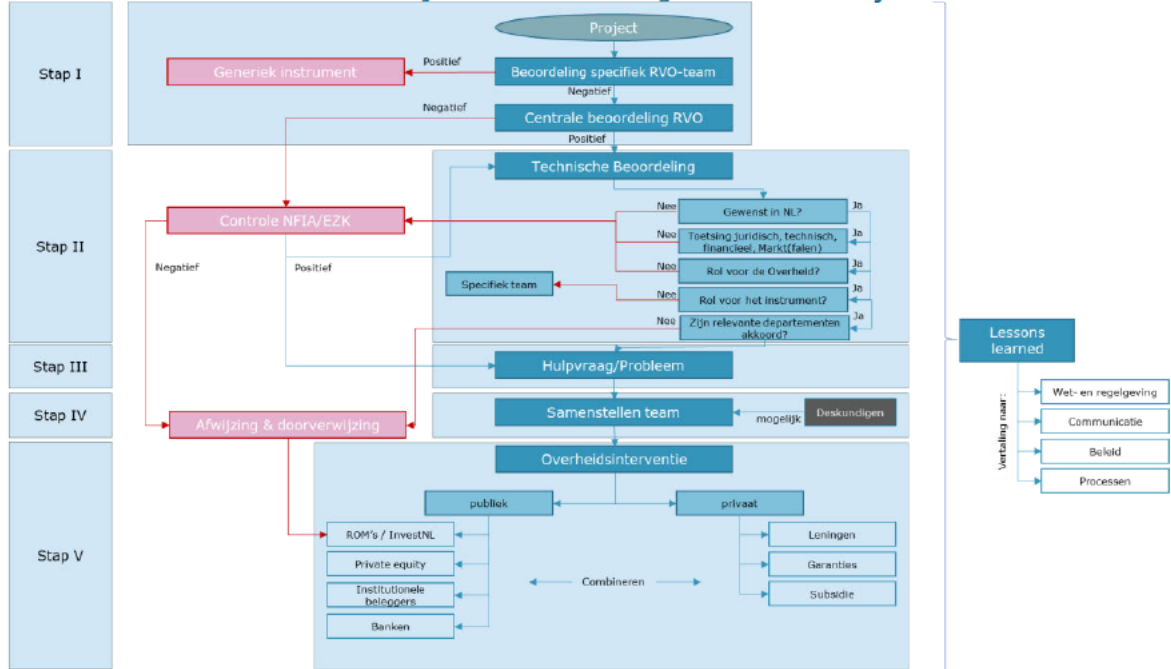 Project
Stap I
Positief
Generiek instrument
Beoordeling specifiek RVO-team
Negatief
Negatief
Centrale beoordeling RVO
Positief
Technische Beoordeling
Stap II
Controle NFIA/EZK
Nee
Gewenst in NL?
Ja
Nee
Toetsing juridisch, technisch,
financieel, Markt(falen)
Ja
Negatief
Positief
Nee
Rol voor de Overheid?
Ja
Specifiek team
Nee
Rol voor het instrument?
Ja
Nee
Zijn relevante departementen
akkoord?
Ja
Stap III
Hulpvraag/Probleem
Stap IV
Samenstellen team
mogelijk
Deskundigen
Afwijzing & doorverwijzing
Stap V
Overheidsinterventie
publiek
privaat
ROM's / InvestNL
Private equity
Institutionele
beleggers
Banken
Combineren
Leningen
Garanties
Subsidie
Lessons
learned
Vertaling naar:
Wet- en regelgeving
Communicatie
Beleid
Processen